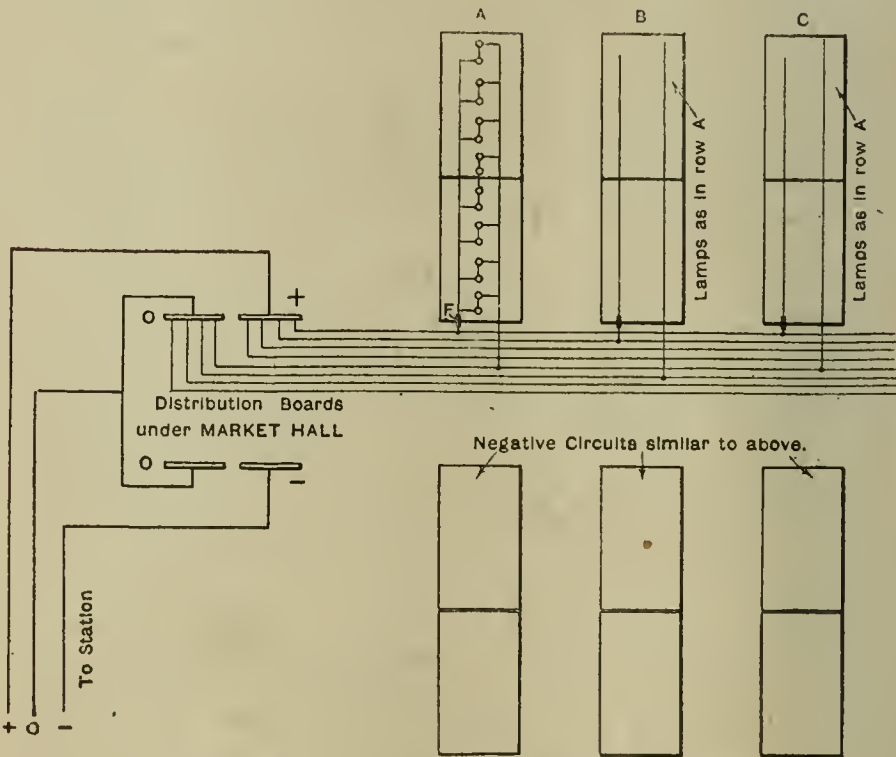 A
B
C
Lamps as in row A
Lamps as in row A
F
+
O
Distribution Boards
under MARKET HALL
O
-
Negative Circuits similar to above.
To Station
+ O -